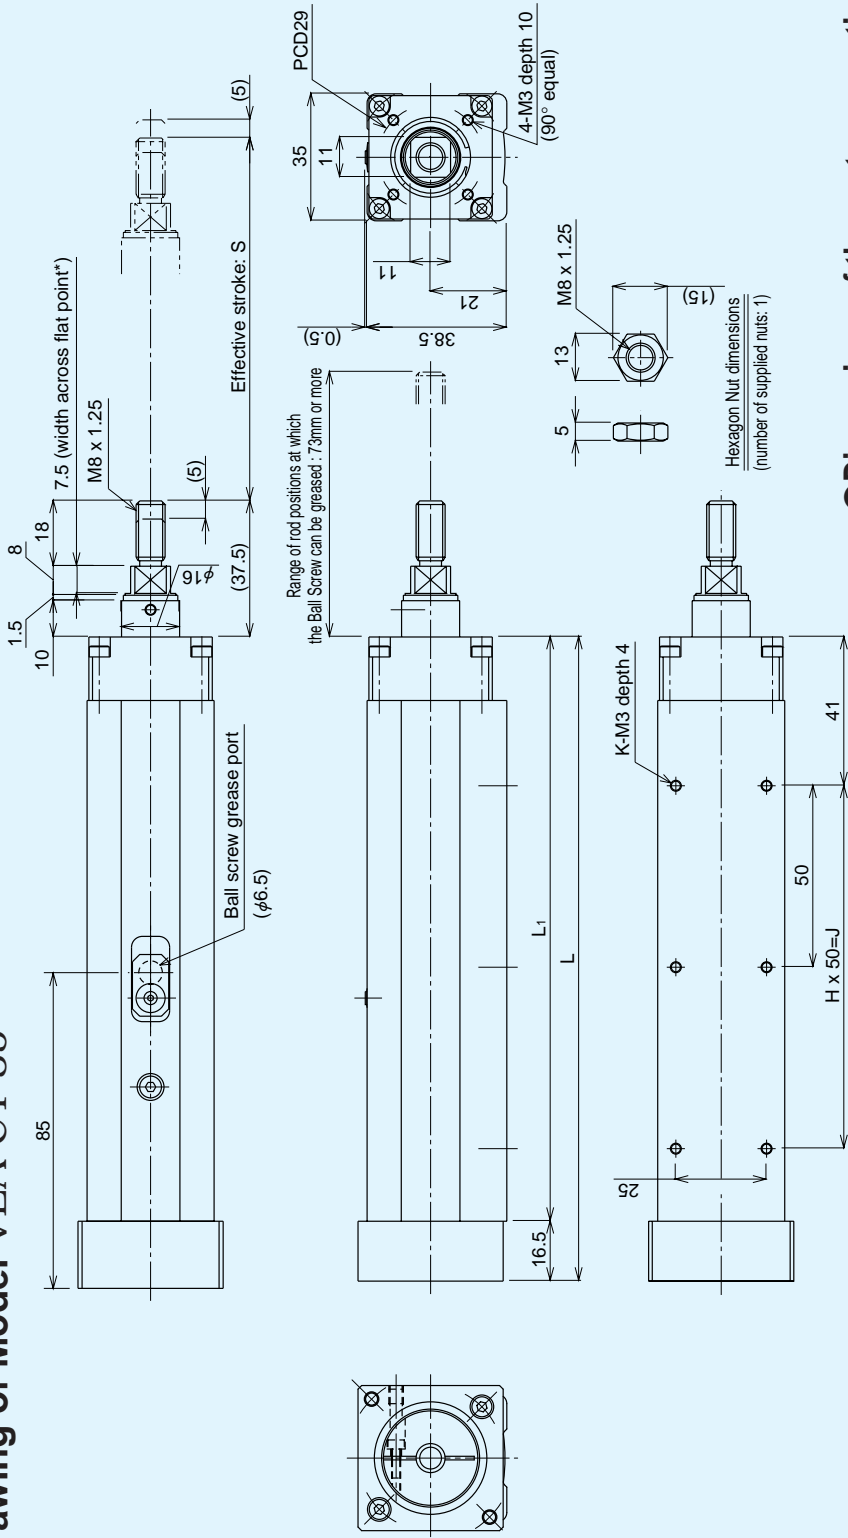 awing of Model
PCD29
35
11
4-M3 depth 10
(90° equal)
11
21
(0.5)
38.5
(5)
Effective stroke: S
7.5 (width across flat point*)
M8 x 1.25
18
8
1.5
10
(5)
φ16
(37.5)
Ball screw grease port
(φ6.5)
85
Range of rod positions at which
the Ball Screw can be greased : 73mm or more
L1
L
16.5
M8 x 1.25
13
5
(15)
Hexagon Nut dimensions
(number of supplied nuts: 1)
K-M3 depth 4
41
50
H x 50=J
25